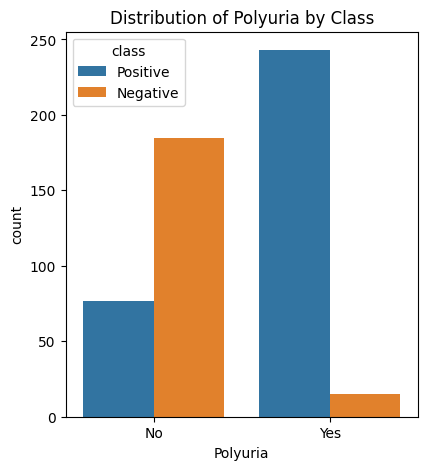 Distribution of Polyuria by Class
class
Positive
Negative
count
250
200
150
100
50
0
No
Yes
Polyuria